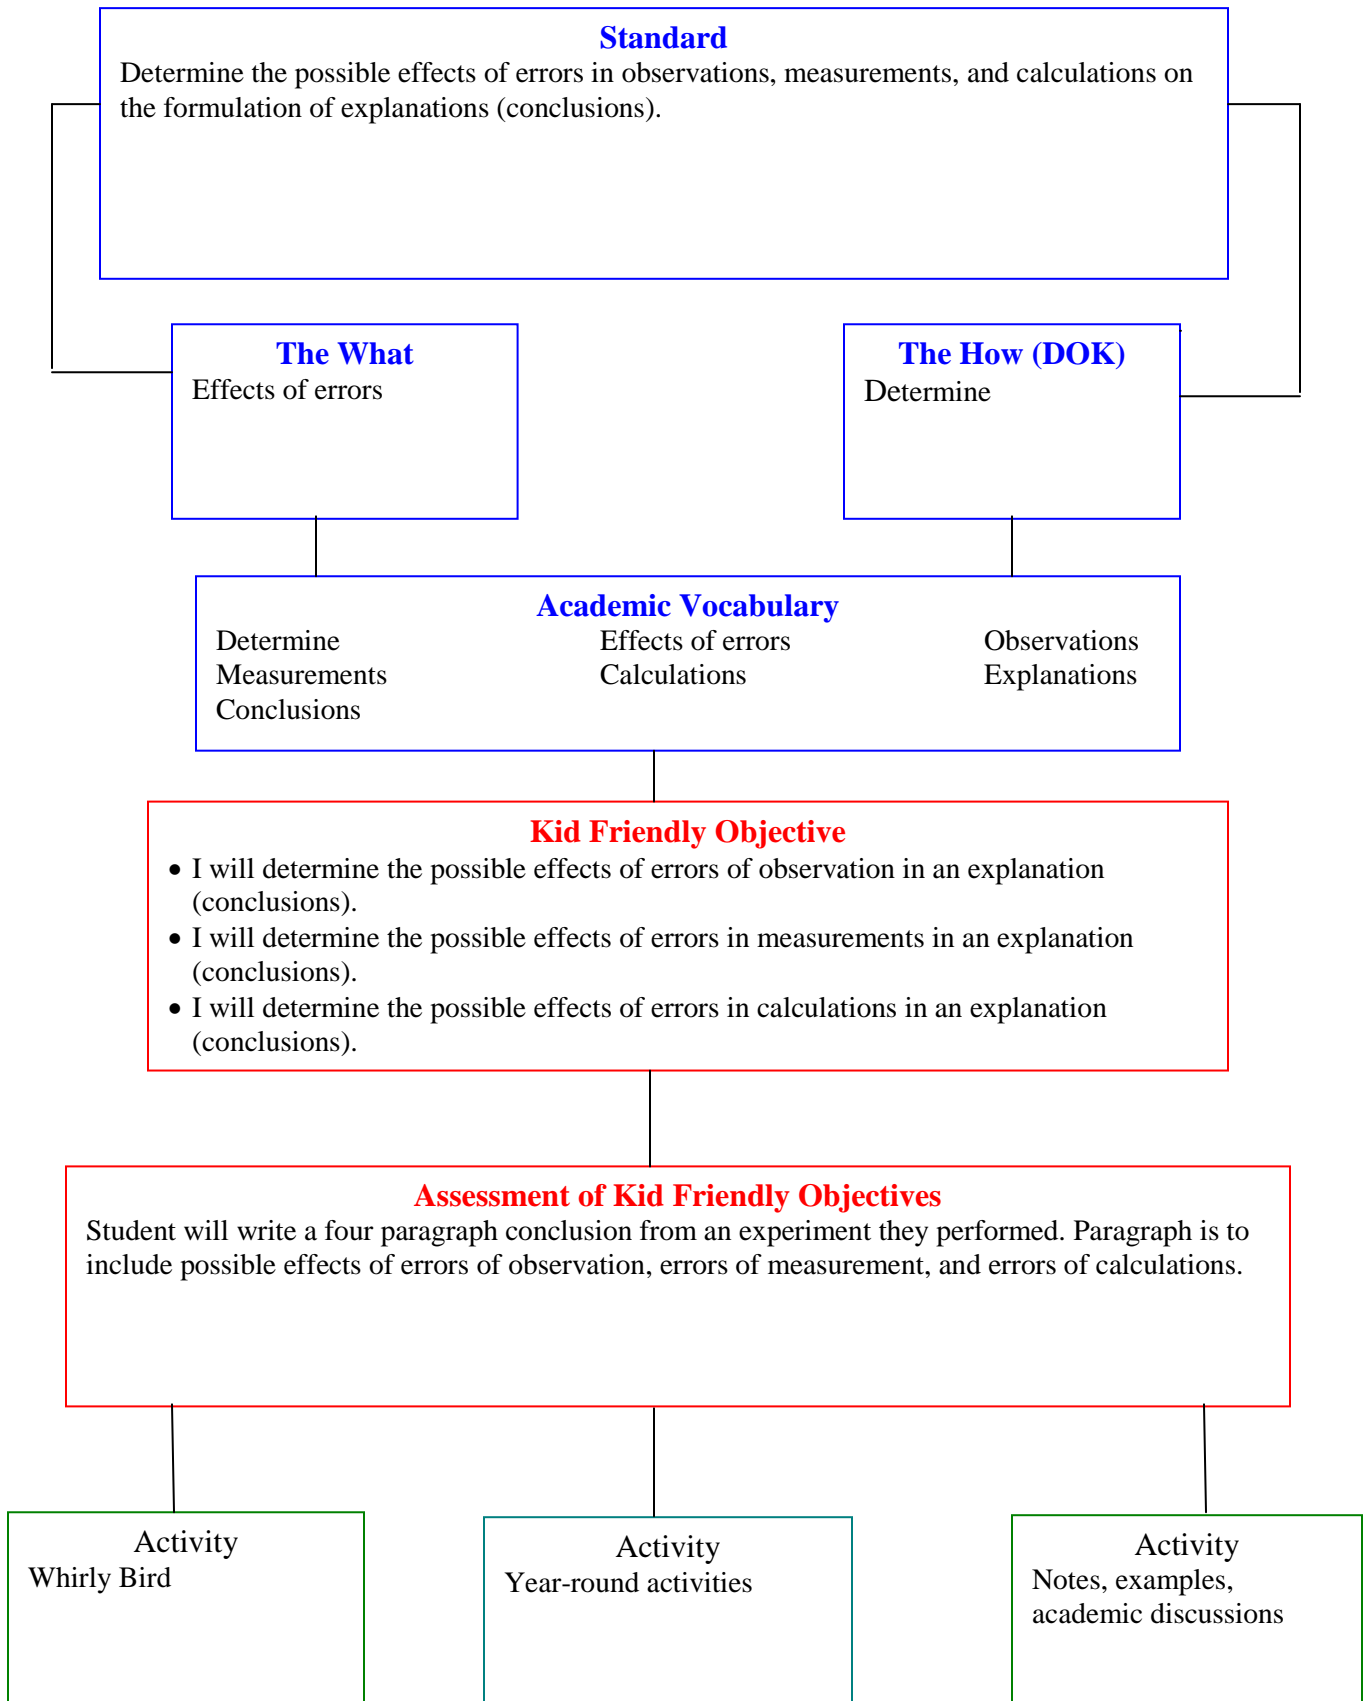 Standard
Determine the possible effects of errors in observations, measurements, and calculations on
the formulation of explanations (conclusions).
The What
Effects of errors
The How (DOK)
Determine
Academic Vocabulary
Determine Effects of errors Observations
Measurements Calculations Explanations
Conclusions
Kid Friendly Objective
• I will determine the possible effects of errors of observation in an explanation
(conclusions).
• I will determine the possible effects of errors in measurements in an explanation
(conclusions).
• I will determine the possible effects of errors in calculations in an explanation
(conclusions).
Assessment of Kid Friendly Objectives
Student will write a four paragraph conclusion from an experiment they performed. Paragraph is to
include possible effects of errors of observation, errors of measurement, and errors of calculations.
Activity
Whirly Bird
Activity
Year-round activities
Activity
Notes, examples,
academic discussions